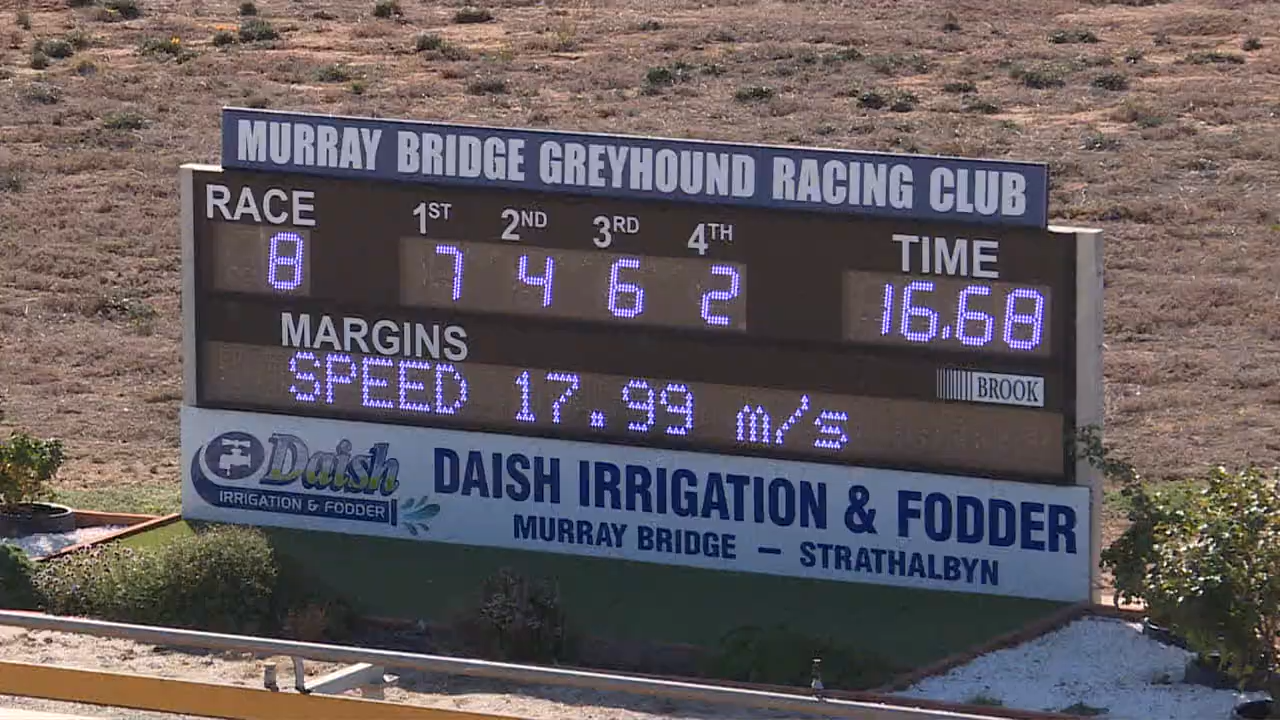 MURRAY BRIDGE GREYHOUND RACING CLUB
RACE 1ST 2ND 3RD 4TH TIME
8 7 4 6 2 16.68
MARGINS
BROOK
SPEED 17.99 m/s
Daish
IRRIGATION & FODDER
DAISH IRRIGATION & FODDER
MURRAY BRIDGE – STRATHALBYN